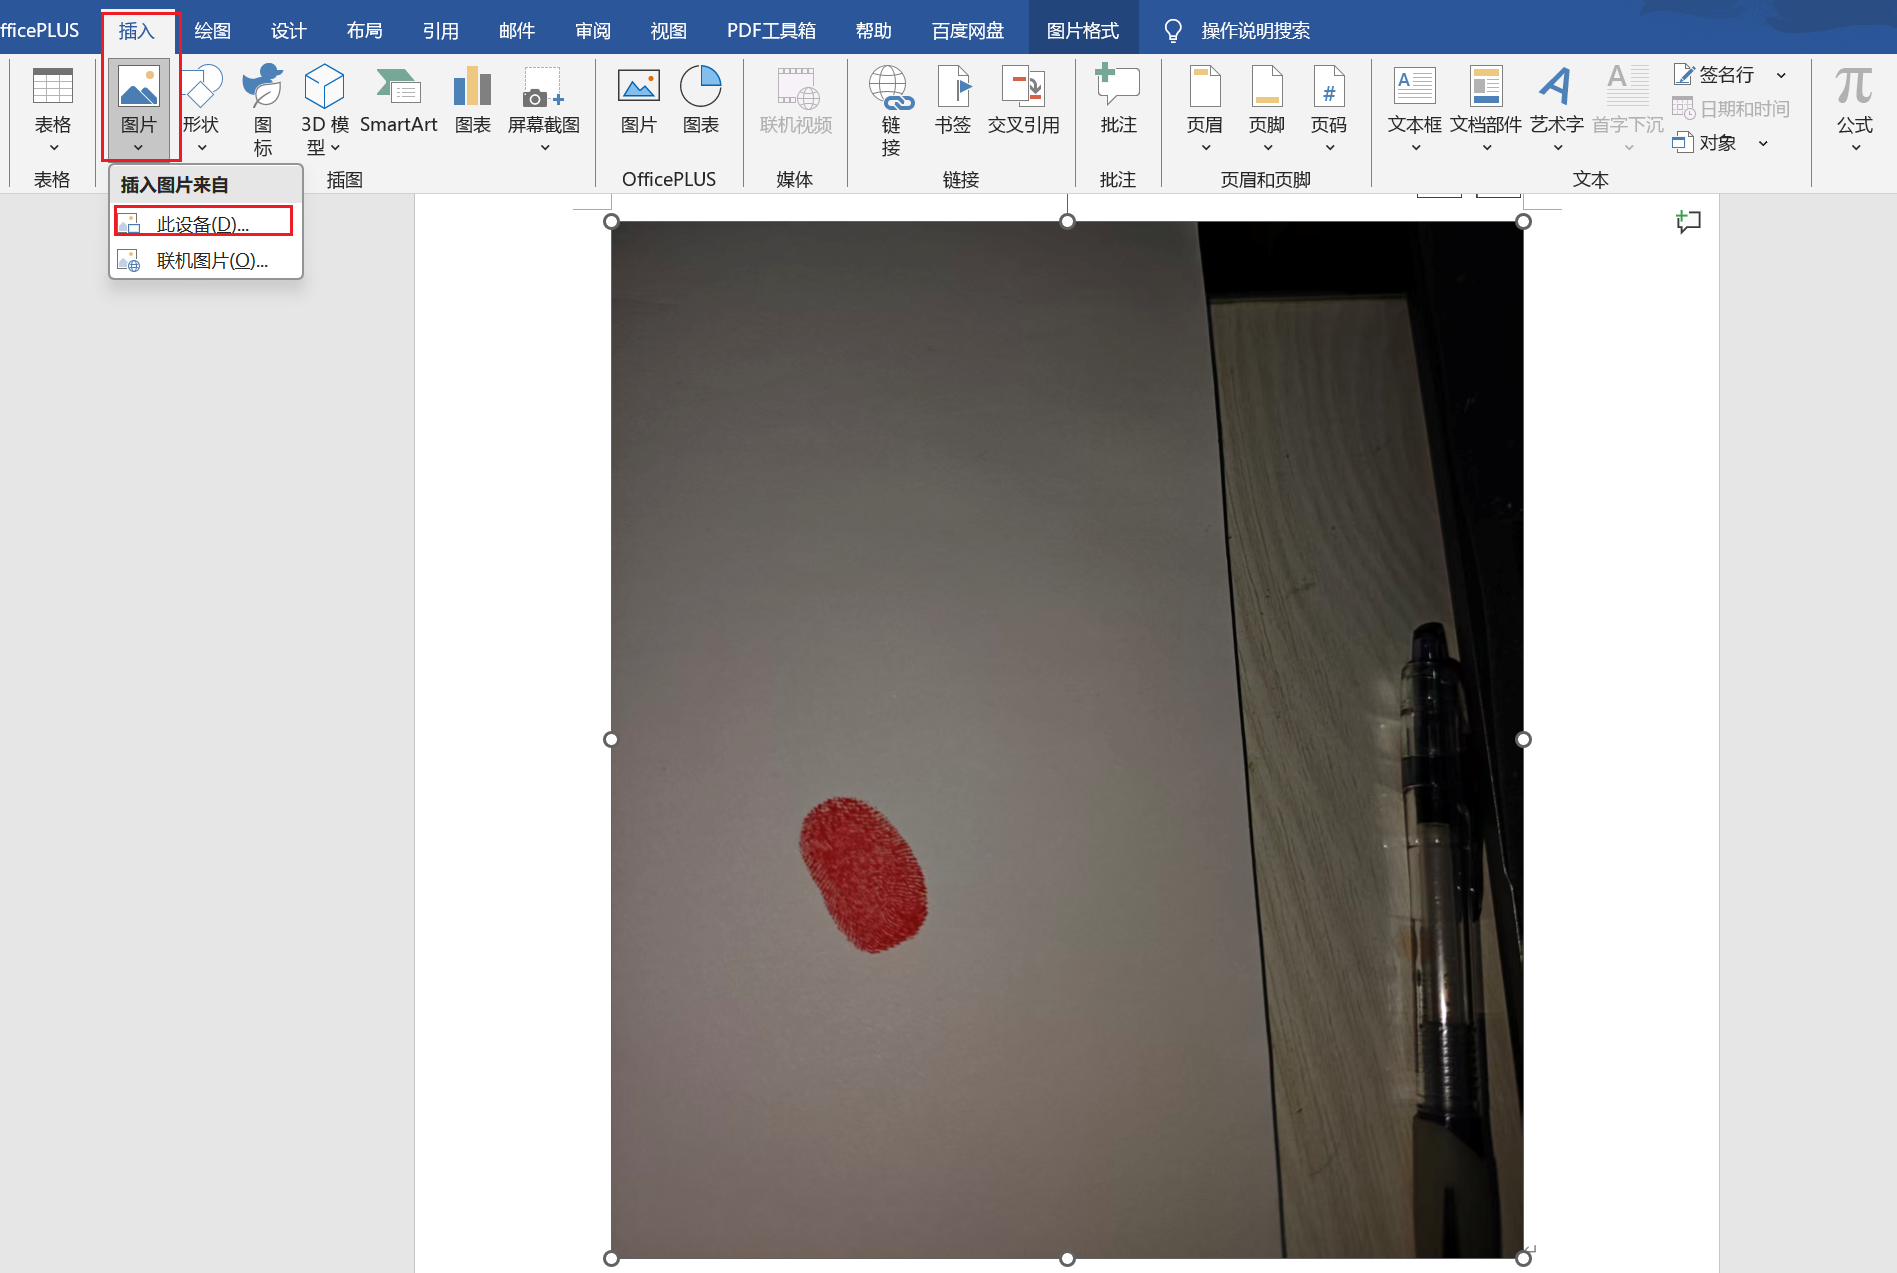 fficePLUS 插入 绘图 设计 布局 引用 邮件 审阅 视图 PDF工具箱 帮助 百度网盘 图片格式 操作说明搜索
表格 图片 形状 图标 3D 模型 SmartArt 图表 屏幕截图 图片 图表 联机视频 链接 书签 交叉引用 批注 页眉 页脚 # 页码 A 文本框 文档部件 A 艺术字 A 首字下沉 签名行 π 公式
日期和时间
对象
表格 插图 OfficePLUS 媒体 链接 批注 页眉和页脚 文本
插入图片来自
此设备(D)...
联机图片(O)...